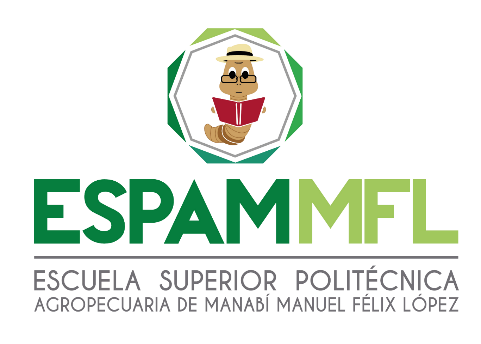 ESPAMMFL
ESCUELA SUPERIOR POLITÉCNICA
AGROPECUARIA DE MANABÍ MANUEL FÉLIX LÓPEZ